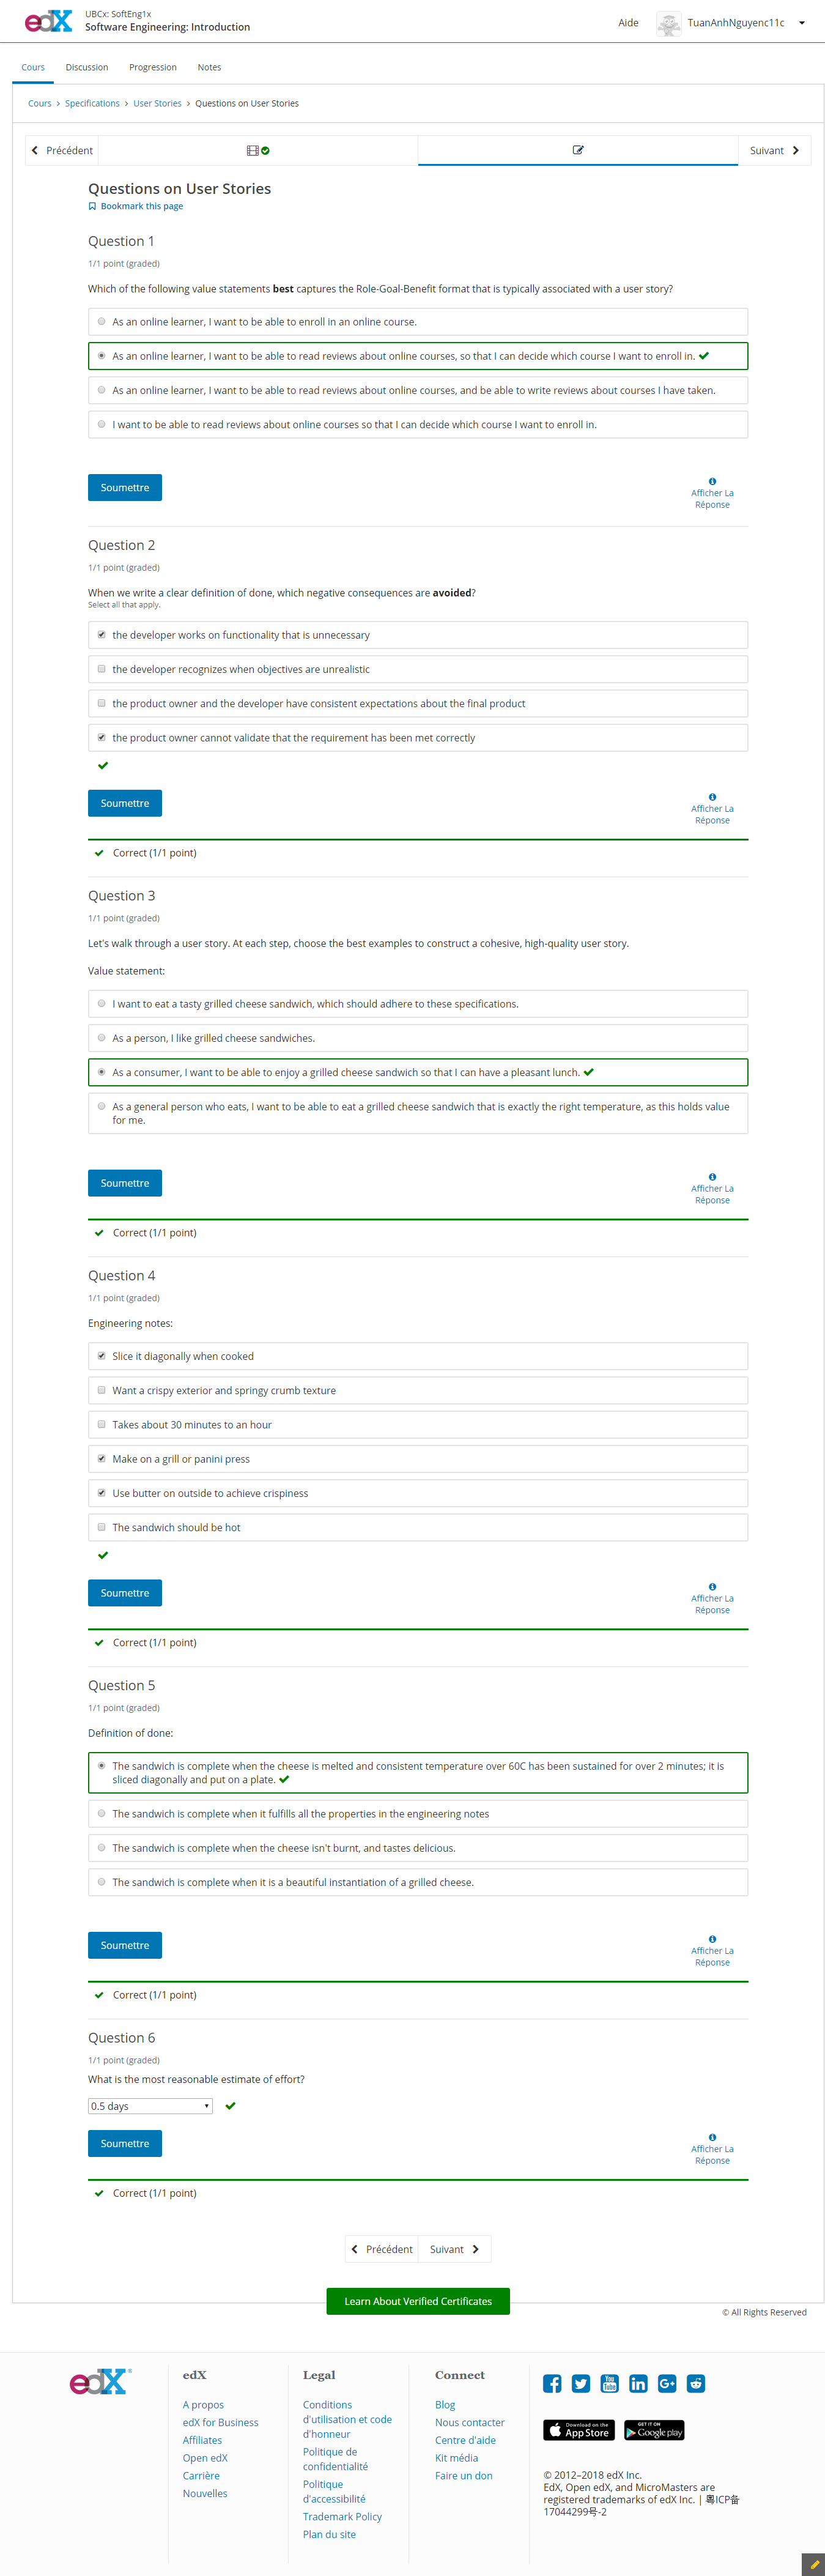 edX
UBCx: SoftEng1x
Software Engineering: Introduction
Aide
TuanAnhNguyenc11c
Cours
Discussion
Progression
Notes
Cours > Specifications > User Stories > Questions on User Stories
Précédent
Suivant
Questions on User Stories
Bookmark this page
Question 1
1/1 point (graded)
Which of the following value statements best captures the Role-Goal-Benefit format that is typically associated with a user story?
As an online learner, I want to be able to enroll in an online course.
As an online learner, I want to be able to read reviews about online courses, so that I can decide which course I want to enroll in.
As an online learner, I want to be able to read reviews about online courses, and be able to write reviews about courses I have taken.
I want to be able to read reviews about online courses so that I can decide which course I want to enroll in.
Soumettre
Afficher La
Réponse
Question 2
1/1 point (graded)
When we write a clear definition of done, which negative consequences are avoided?
Select all that apply.
the developer works on functionality that is unnecessary
the developer recognizes when objectives are unrealistic
the product owner and the developer have consistent expectations about the final product
the product owner cannot validate that the requirement has been met correctly
Soumettre
Afficher La
Réponse
Correct (1/1 point)
Question 3
1/1 point (graded)
Let's walk through a user story. At each step, choose the best examples to construct a cohesive, high-quality user story.
Value statement:
I want to eat a tasty grilled cheese sandwich, which should adhere to these specifications.
As a person, I like grilled cheese sandwiches.
As a consumer, I want to be able to enjoy a grilled cheese sandwich so that I can have a pleasant lunch.
As a general person who eats, I want to be able to eat a grilled cheese sandwich that is exactly the right temperature, as this holds value
for me.
Soumettre
Afficher La
Réponse
Correct (1/1 point)
Question 4
1/1 point (graded)
Engineering notes:
Slice it diagonally when cooked
Want a crispy exterior and springy crumb texture
Takes about 30 minutes to an hour
Make on a grill or panini press
Use butter on outside to achieve crispiness
The sandwich should be hot
Soumettre
Afficher La
Réponse
Correct (1/1 point)
Question 5
1/1 point (graded)
Definition of done:
The sandwich is complete when the cheese is melted and consistent temperature over 60C has been sustained for over 2 minutes; it is
sliced diagonally and put on a plate.
The sandwich is complete when it fulfills all the properties in the engineering notes
The sandwich is complete when the cheese isn't burnt, and tastes delicious.
The sandwich is complete when it is a beautiful instantiation of a grilled cheese.
Soumettre
Afficher La
Réponse
Correct (1/1 point)
Question 6
1/1 point (graded)
What is the most reasonable estimate of effort?
0.5 days
Soumettre
Afficher La
Réponse
Correct (1/1 point)
Précédent
Suivant
Learn About Verified Certificates
© All Rights Reserved
edX®
edX
A propos
edX for Business
Affiliates
Open edX
Carrière
Nouvelles
Legal
Conditions
d'utilisation et code
d'honneur
Politique de
confidentialité
Politique
d'accessibilité
Trademark Policy
Plan du site
Connect
Blog
Nous contacter
Centre d'aide
Kit média
Faire un don
You
Tube
in
G+
Download on the
App Store
GET IT ON
Google play
© 2012–2018 edX Inc.
EdX, Open edX, and MicroMasters are
registered trademarks of edX Inc. | 粤ICP备
17044299号-2